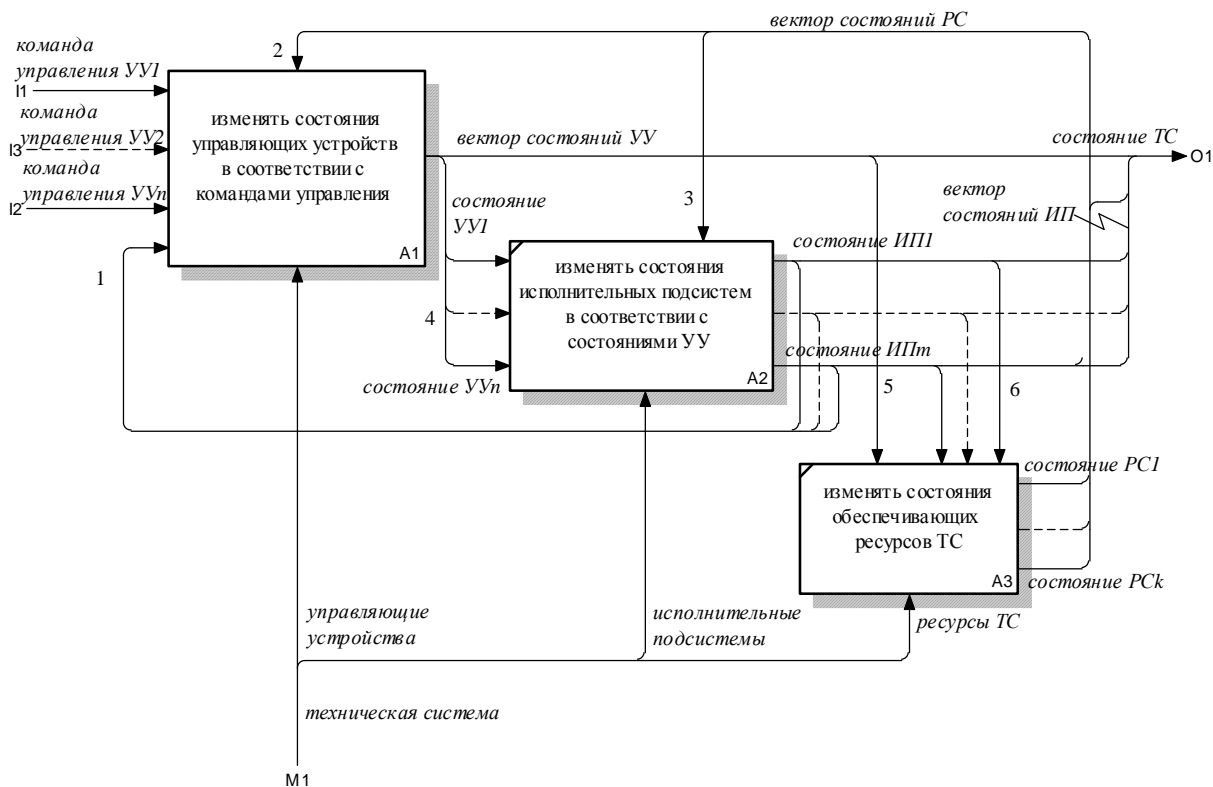 вектор состояний РС
команда
управления УУ1
I1
2
команда
управления УУ2
I3
команда
управления УУn
I2
изменять состояния
управляющих устройств
в соответствии с
командами управления
A1
вектор состояний УУ
состояние ТС
O1
состояние
УУ1
3
вектор
состояний ИП
1
4
изменять состояния
исполнительных подсистем
в соответствии с
состояниями УУ
A2
состояние ИП1
состояние ИПm
состояние УУn
5
6
изменять состояния
обеспечивающих
ресурсов ТС
A3
состояние РС1
состояние РСk
управляющие
устройства
исполнительные
подсистемы
ресурсы ТС
техническая система
M1